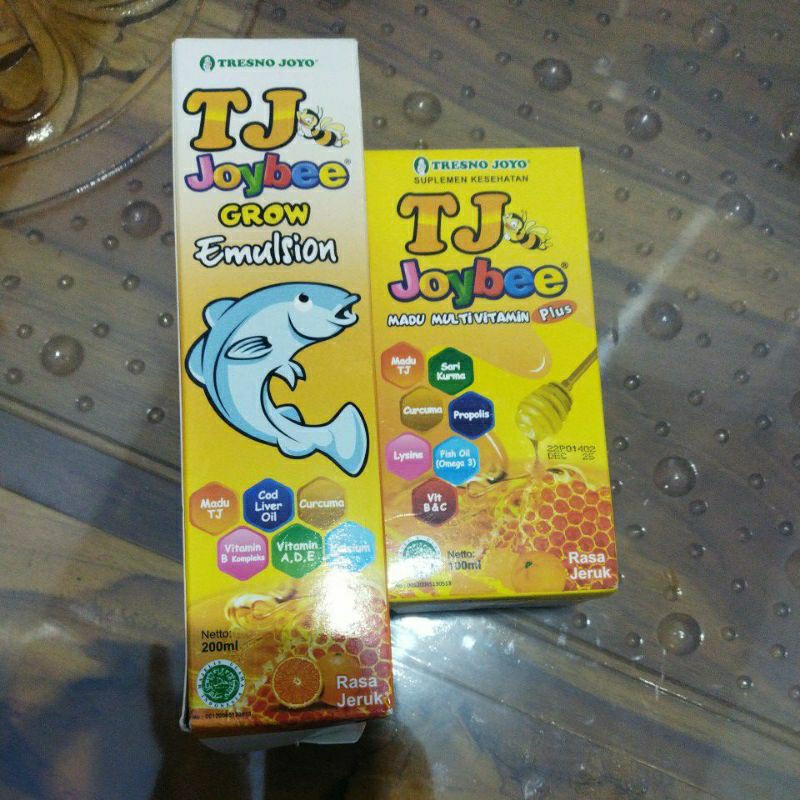 TRESNO JOYO®
TJ
Joybee®
GROW
Emulsion
Madu
TJ
Cod
Liver
Oil
Curcuma
Vitamin
B Kompleks
Vitamin
A,D,E
Kalsium
Netto:
200ml
Rasa
Jeruk
TRESNO JOYO®
SUPLEMEN KESEHATAN
TJ
Joybee®
MADU MULTIVITAMIN Plus
Madu
TJ
Sari
Kurma
Curcuma
Propolis
Lysine
Fish Oil
(Omega 3)
Vit
B&C
22P01402
DEC 25
Netto:
100ml
Rasa
Jeruk